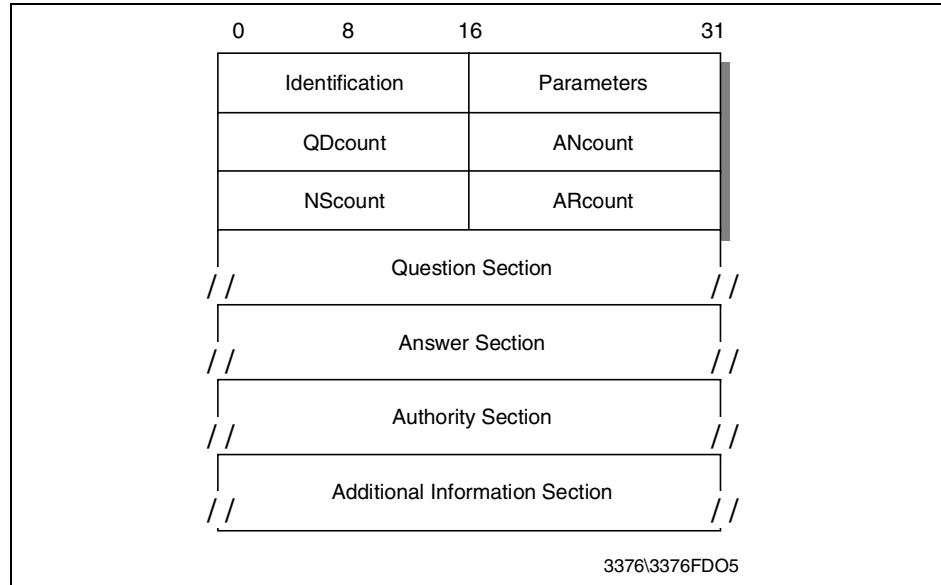 0 8 16 31
Identification Parameters
QDcount ANcount
NScount ARcount
Question Section
/ / / /
Answer Section
/ / / /
Authority Section
/ / / /
Additional Information Section
/ / / /
3376\3376FDO5